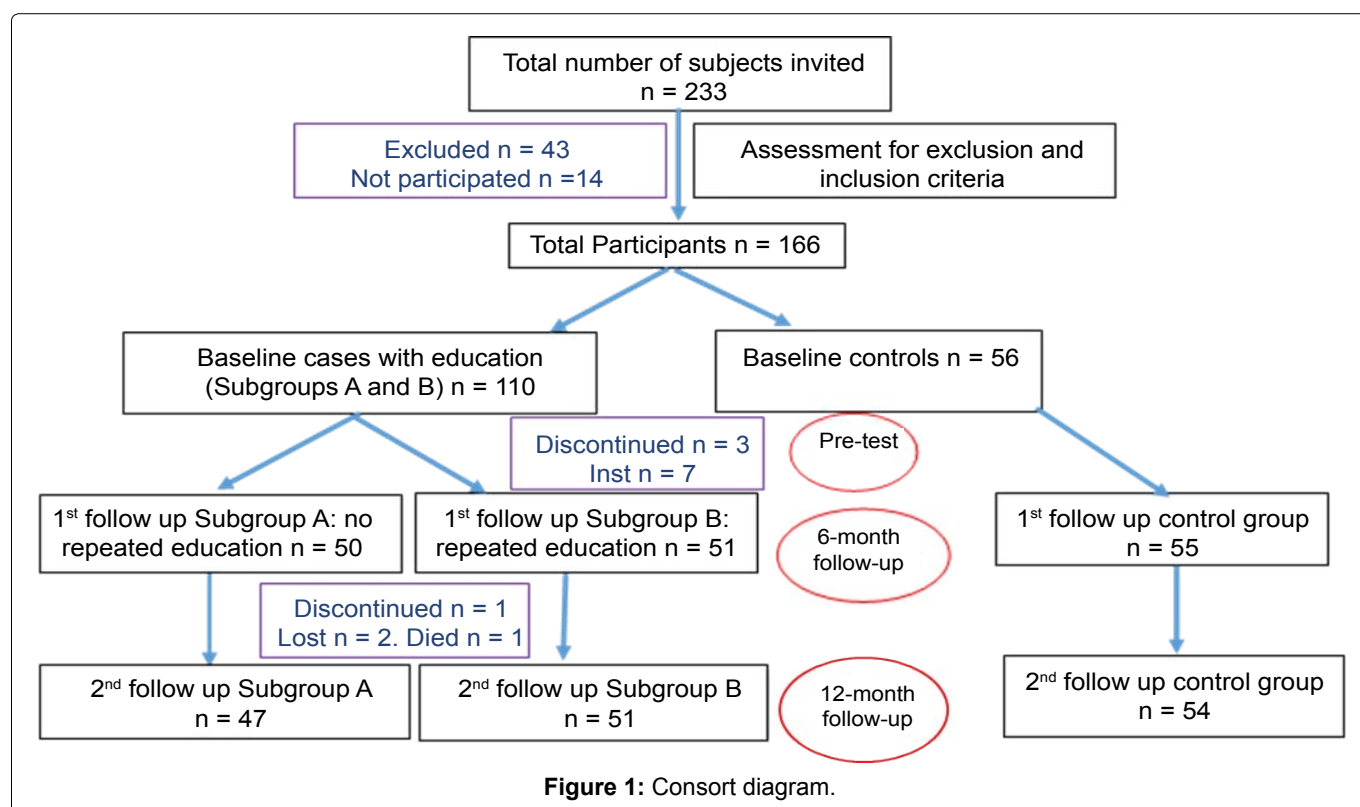 Total number of subjects invited
n = 233
Excluded n = 43
Not participated n =14
Assessment for exclusion and
inclusion criteria
Total Participants n = 166
Baseline cases with education
(Subgroups A and B) n = 110
Baseline controls n = 56
Discontinued n = 3
Inst n = 7
Pre-test
1st follow up Subgroup A: no
repeated education n = 50
1st follow up Subgroup B:
repeated education n = 51
6-month
follow-up
1st follow up control group
n = 55
Discontinued n = 1
Lost n = 2. Died n = 1
2nd follow up Subgroup A
n = 47
2nd follow up Subgroup B
n = 51
12-month
follow-up
2nd follow up control group
n = 54
Figure 1: Consort diagram.